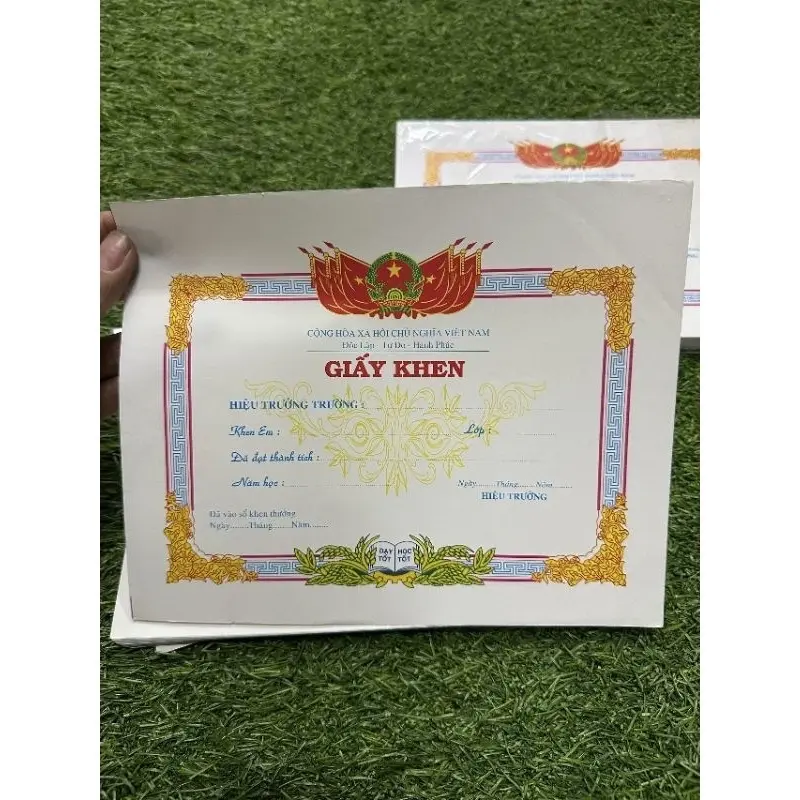 CỘNG HÒA XÃ HỘI CHỦ NGHĨA VIỆT NAM
Độc Lập - Tự Do - Hạnh Phúc
GIẤY KHEN
HIỆU TRƯỞNG TRƯỜNG :
Khen Em : Lớp :
Đã đạt thành tích :
Năm học :
Ngày........Tháng......Năm.......
HIỆU TRƯỞNG
Đã vào sổ khen thưởng
Ngày.......Tháng......Năm.......
DẠY TỐT
HỌC TỐT